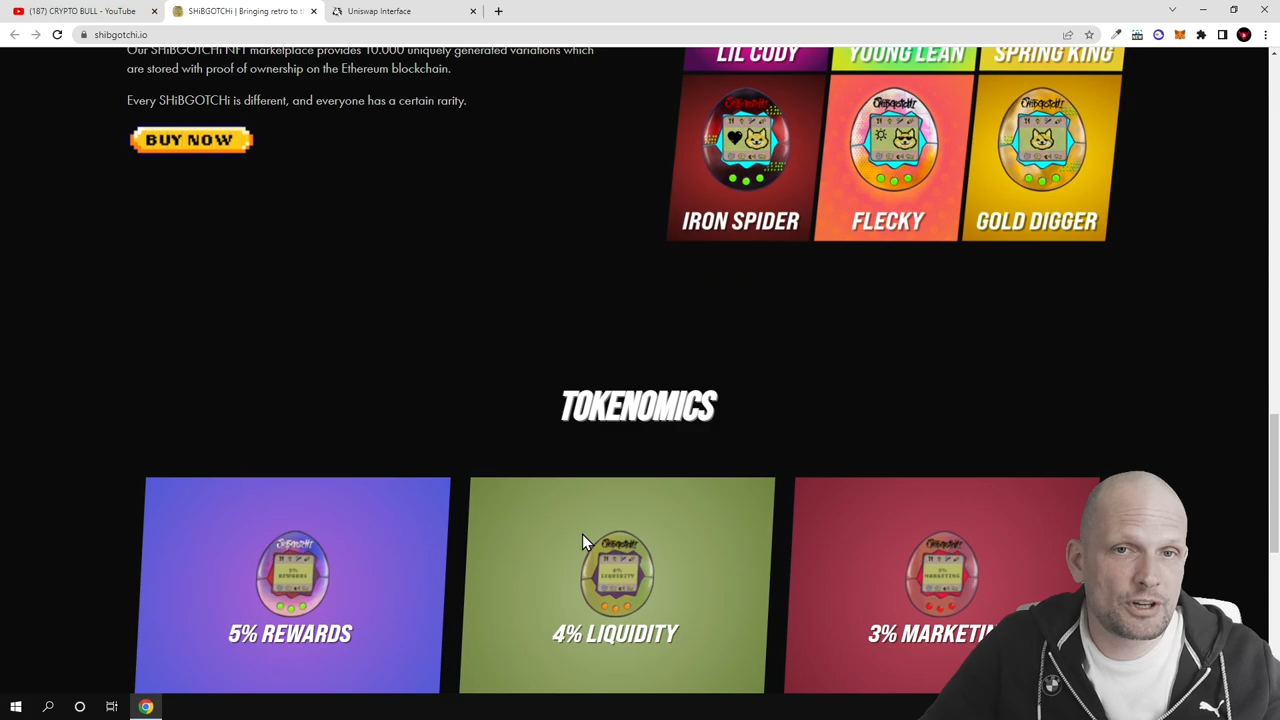 (187) CRYPTO BULL - YouTube
SHiBGOTCHi | Bringing retro to t
Uniswap Interface
shibgotchi.io
Our SHiBGOTCHi NFT marketplace provides 10.000 uniquely generated variations which
are stored with proof of ownership on the Ethereum blockchain.
Every SHiBGOTCHi is different, and everyone has a certain rarity.
BUY NOW
LIL CODY
YOUNG LEAN
SPRING KING
IRON SPIDER
FLECKY
GOLD DIGGER
TOKENOMICS
5% REWARDS
4% LIQUIDITY
3% MARKETIN